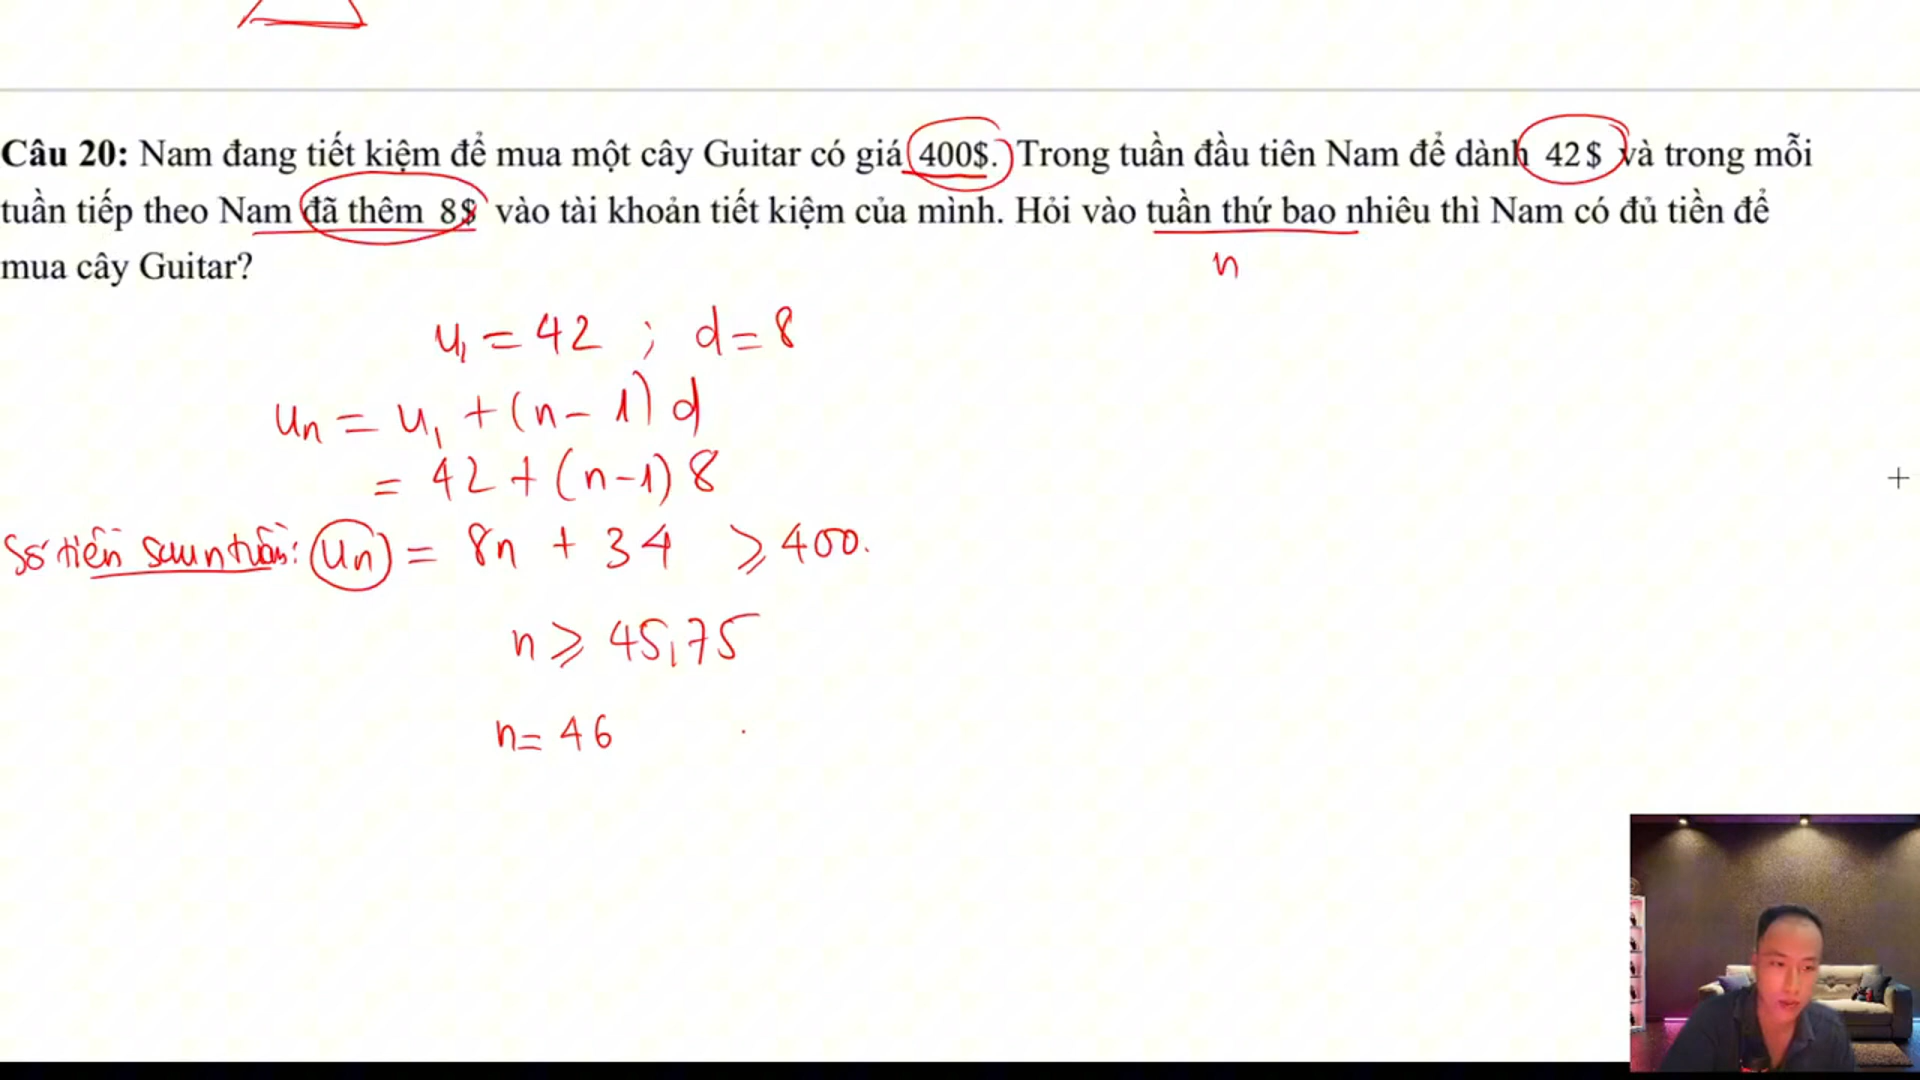 Câu 20: Nam đang tiết kiệm để mua một cây Guitar có giá 400$. Trong tuần đầu tiên Nam để dành 42$ và trong mỗi
tuần tiếp theo Nam đã thêm 8$ vào tài khoản tiết kiệm của mình. Hỏi vào tuần thứ bao nhiêu thì Nam có đủ tiền để
mua cây Guitar?
n
u₁ = 42 ; d = 8
uₙ = u₁ + (n - 1) d
= 42 + (n-1) 8
Số tiền sau n tuần: uₙ = 8n + 34 ⩾ 400.
n ⩾ 45,75
n = 46